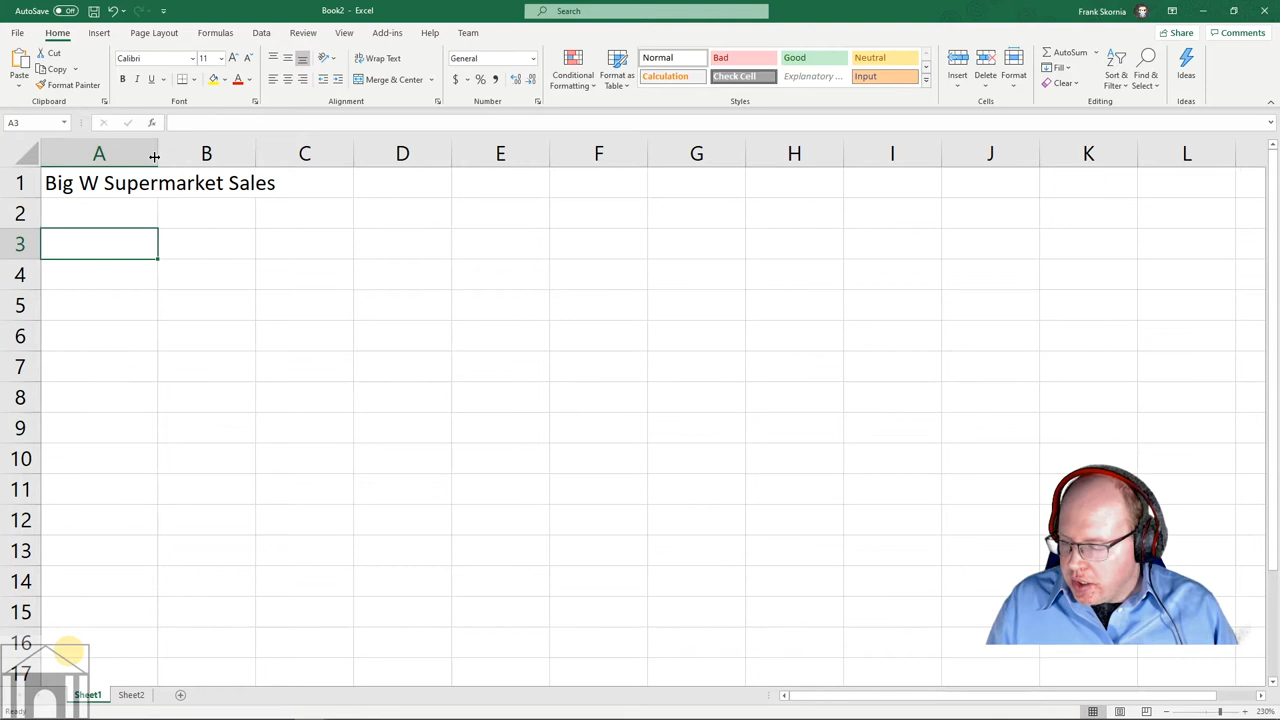 AutoSave Off Book2 - Excel Search Frank Skornia
File Home Insert Page Layout Formulas Data Review View Add-ins Help Team Share Comments
Paste Cut Copy Format Painter Clipboard
Calibri 11 B I U A A Font
Wrap Text Merge & Center Alignment
General $ % Number
Conditional Formatting Format as Table Normal Bad Good Neutral
Calculation Check Cell Explanatory ... Input Styles
Insert Delete Format Cells
AutoSum Fill Clear Sort & Filter Find & Select Editing
Ideas Ideas
A3 fx
A B C D E F G H I J K L
1 Big W Supermarket Sales
2
3
4
5
6
7
8
9
10
11
12
13
14
15
16
17
Sheet1 Sheet2
Ready 230%